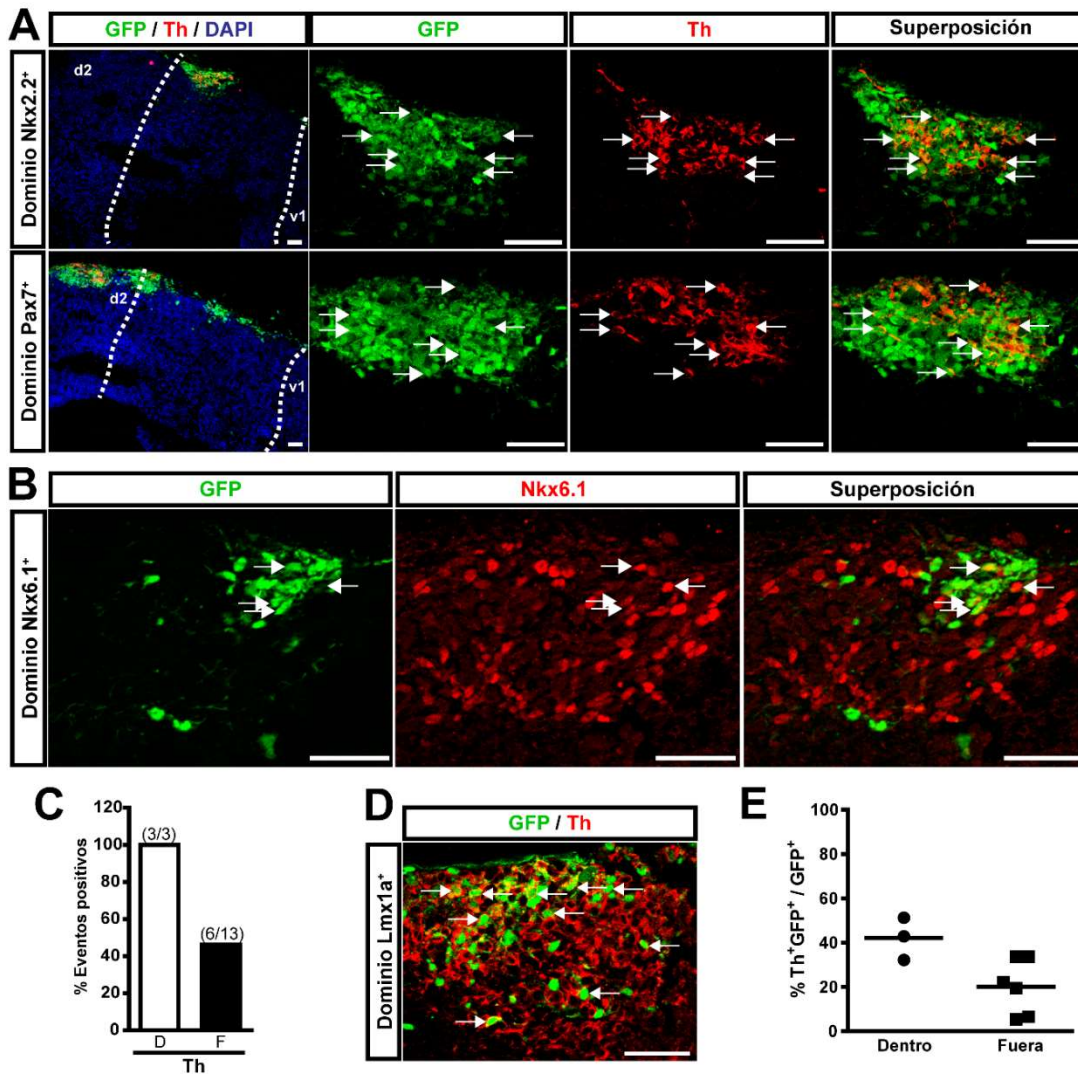 A
GFP / Th / DAPI
GFP
Th
Superposición
Dominio Nkx2.2+
d2
v1
Dominio Pax7+
d2
v1
B
GFP
Nkx6.1
Superposición
Dominio Nkx6.1+
C
% Eventos positivos
120
100
80
60
40
20
0
(3/3)
(6/13)
D
F
Th
D
GFP / Th
Dominio Lmx1a+
E
% Th+GFP+ / GFP+
100
80
60
40
20
0
Dentro
Fuera